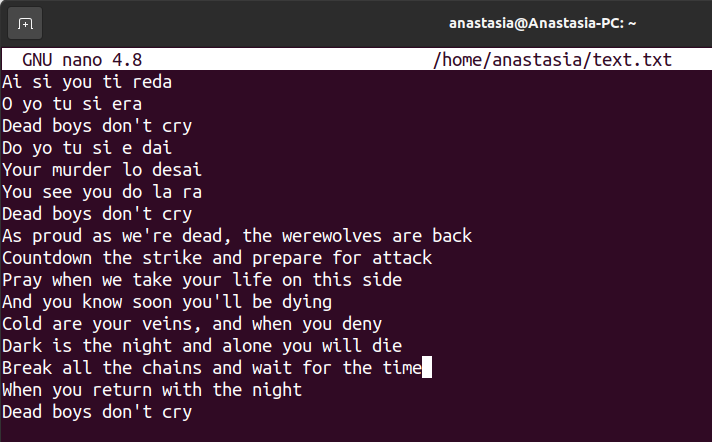 anastasia@Anastasia-PC: ~
GNU nano 4.8 /home/anastasia/text.txt
Ai si you ti reda
O yo tu si era
Dead boys don't cry
Do yo tu si e dai
Your murder lo desai
You see you do la ra
Dead boys don't cry
As proud as we're dead, the werewolves are back
Countdown the strike and prepare for attack
Pray when we take your life on this side
And you know soon you'll be dying
Cold are your veins, and when you deny
Dark is the night and alone you will die
Break all the chains and wait for the time
When you return with the night
Dead boys don't cry